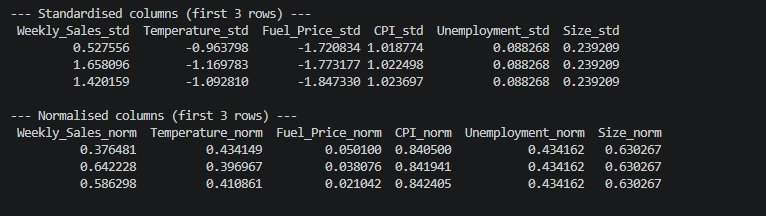 --- Standardised columns (first 3 rows) ---
Weekly_Sales_std Temperature_std Fuel_Price_std CPI_std Unemployment_std Size_std
0.527556 -0.963798 -1.720834 1.018774 0.088268 0.239209
1.658096 -1.169783 -1.773177 1.022498 0.088268 0.239209
1.420159 -1.092810 -1.847330 1.023697 0.088268 0.239209
--- Normalised columns (first 3 rows) ---
Weekly_Sales_norm Temperature_norm Fuel_Price_norm CPI_norm Unemployment_norm Size_norm
0.376481 0.434149 0.050100 0.840500 0.434162 0.630267
0.642228 0.396967 0.038076 0.841941 0.434162 0.630267
0.586298 0.410861 0.021042 0.842405 0.434162 0.630267